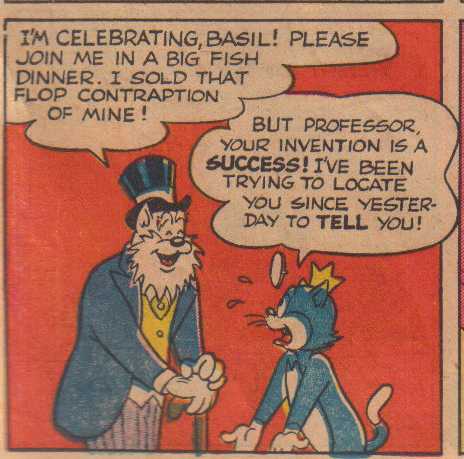 I'M CELEBRATING, BASIL! PLEASE
JOIN ME IN A BIG FISH
DINNER. I SOLD THAT
FLOP CONTRAPTION
OF MINE!
BUT PROFESSOR,
YOUR INVENTION IS A
SUCCESS! I'VE BEEN
TRYING TO LOCATE
YOU SINCE YESTER-
DAY TO TELL YOU!